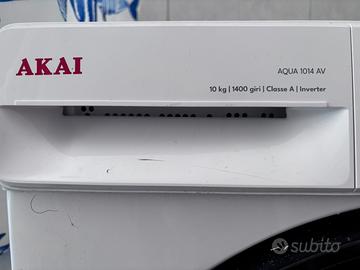 AKAI
AQUA 1014 AV
10 kg | 1400 giri | Classe A | Inverter
subito